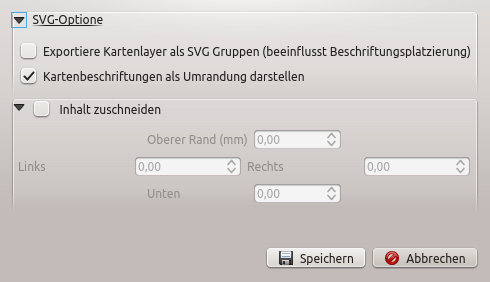 SVG-Optione
Exportiere Kartenlayer als SVG Gruppen (beeinflusst Beschriftungsplatzierung)
Kartenbeschriftungen als Umrandung darstellen
Inhalt zuschneiden
Oberer Rand (mm) 0,00
Links 0,00 Rechts 0,00
Unten 0,00
Speichern Abbrechen